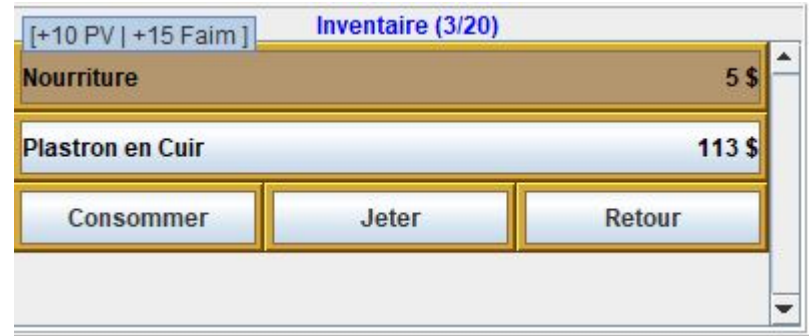 Inventaire (3/20)
[+10 PV | +15 Faim ]
Nourriture 5 $
Plastron en Cuir 113 $
Consommer Jeter Retour